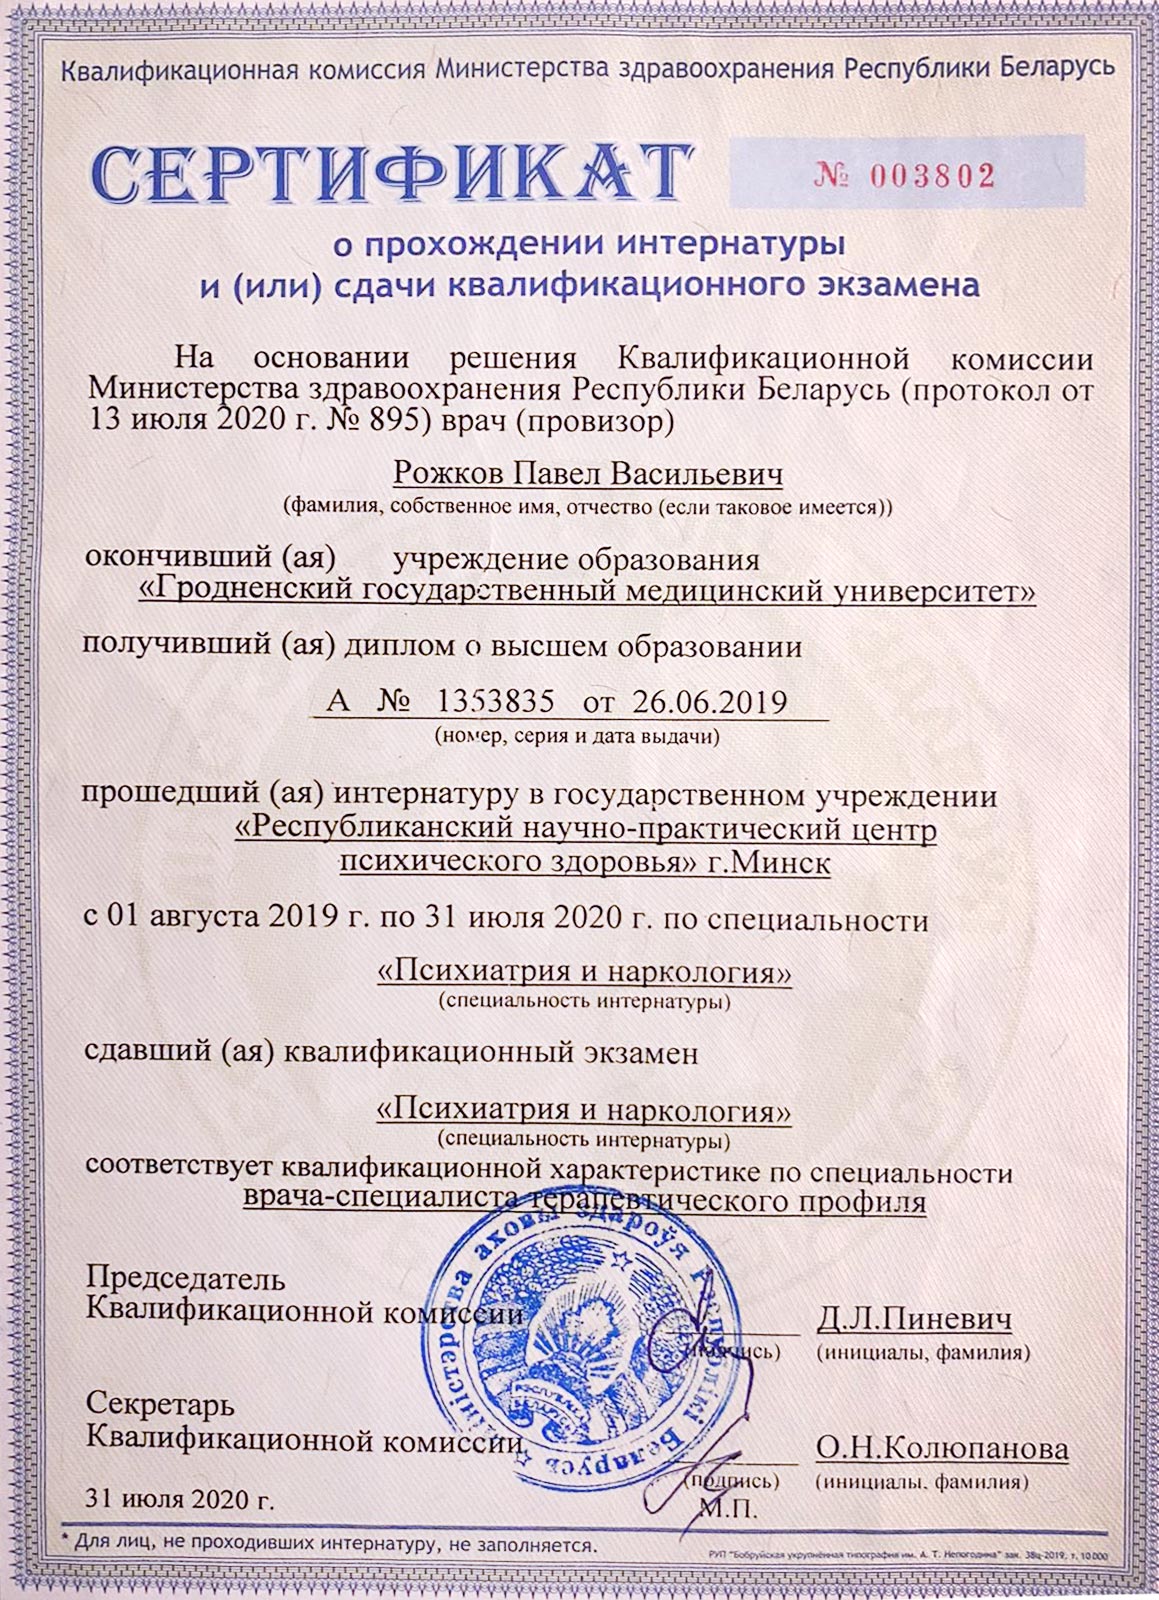 Квалификационная комиссия Министерства здравоохранения Республики Беларусь
СЕРТИФИКАТ
№ 003802
о прохождении интернатуры
и (или) сдачи квалификационного экзамена
На основании решения Квалификационной комиссии
Министерства здравоохранения Республики Беларусь (протокол от
13 июля 2020 г. № 895) врач (провизор)
Рожков Павел Васильевич
(фамилия, собственное имя, отчество (если таковое имеется))
окончивший (ая) учреждение образования
«Гродненский государственный медицинский университет»
получивший (ая) диплом о высшем образовании
А № 1353835 от 26.06.2019
(номер, серия и дата выдачи)
прошедший (ая) интернатуру в государственном учреждении
«Республиканский научно-практический центр
психического здоровья» г.Минск
с 01 августа 2019 г. по 31 июля 2020 г. по специальности
«Психиатрия и наркология»
(специальность интернатуры)
сдавший (ая) квалификационный экзамен
«Психиатрия и наркология»
(специальность интернатуры)
соответствует квалификационной характеристике по специальности
врача-специалиста терапевтического профиля
Міністэрства аховы здароўя Рэспублікі Беларусь
Председатель
Квалификационной комиссии
Д.Л.Пиневич
(подпись)
(инициалы, фамилия)
Секретарь
Квалификационной комиссии
О.Н.Колюпанова
(подпись)
(инициалы, фамилия)
М.П.
31 июля 2020 г.
* Для лиц, не проходивших интернатуру, не заполняется.
РУП "Бобруйская укрупненная типография им. А. Т. Непогодина" зак. 38ц-2019, т. 10 000